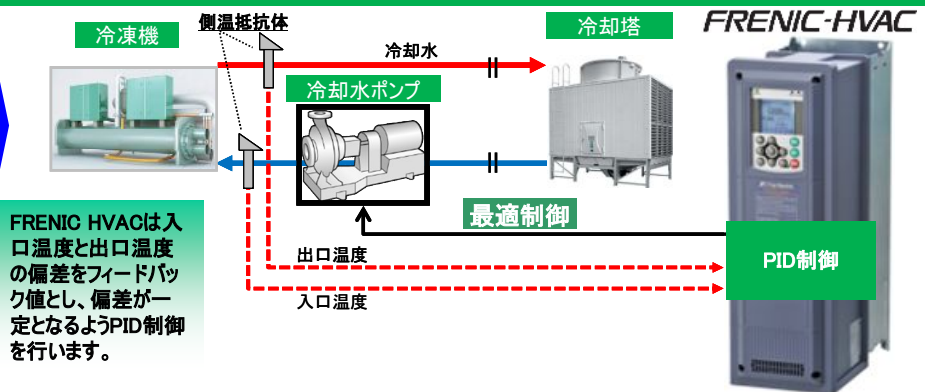 FRENIC-HVAC
側温抵抗体
冷凍機
冷却塔
冷却水
冷却水ポンプ
最適制御
PID制御
出口温度
入口温度
FRENIC HVACは入
口温度と出口温度
の偏差をフィードバッ
ク値とし、偏差が一
定となるようPID制御
を行います。